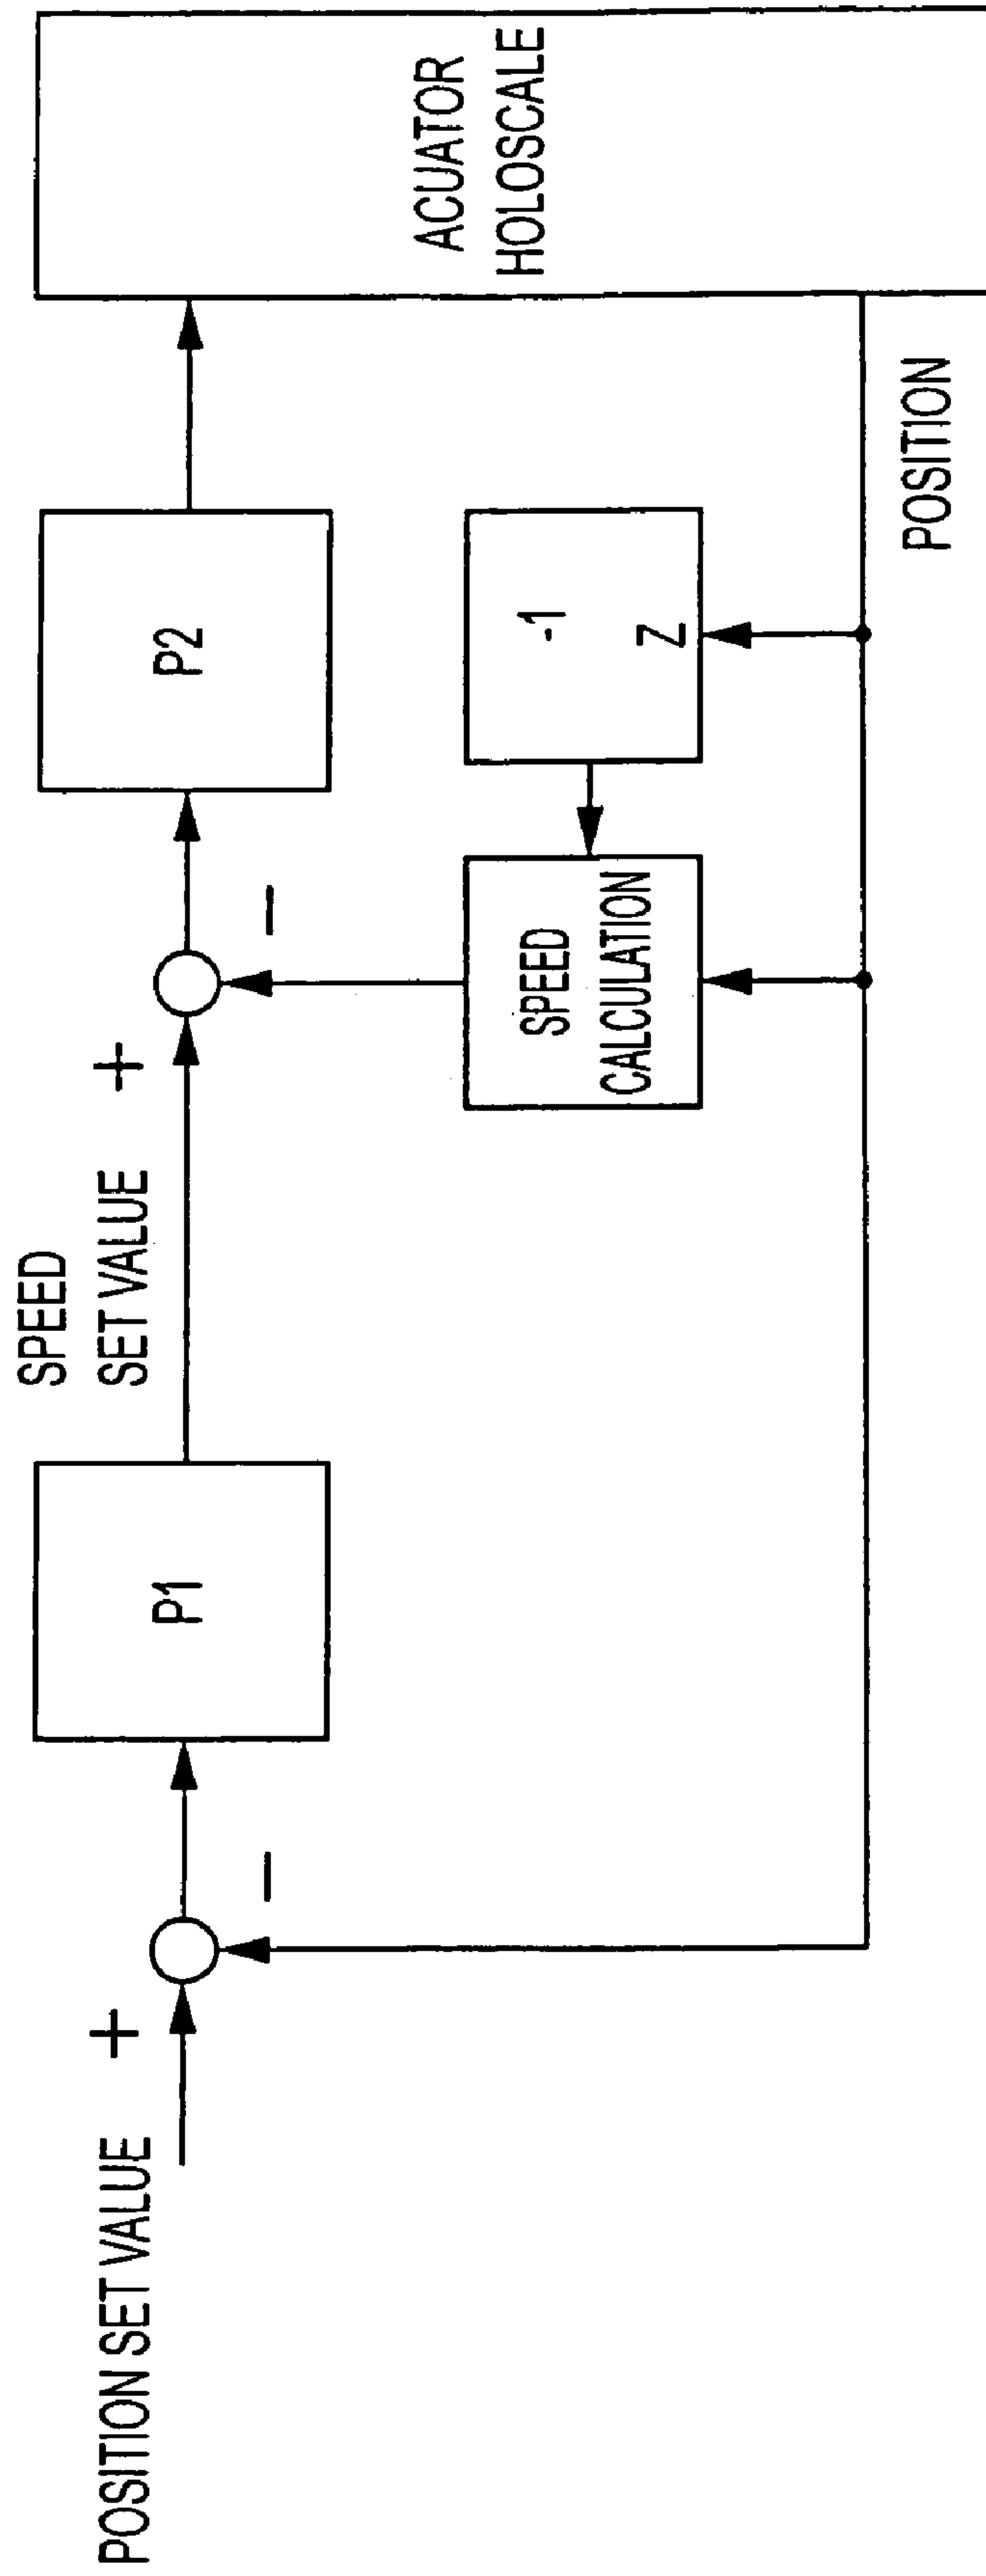 POSITION SET VALUE
+
−
P1
SPEED
SET VALUE
+
−
P2
SPEED
CALCULATION
-1
Z
POSITION
ACUATOR
HOLOSCALE